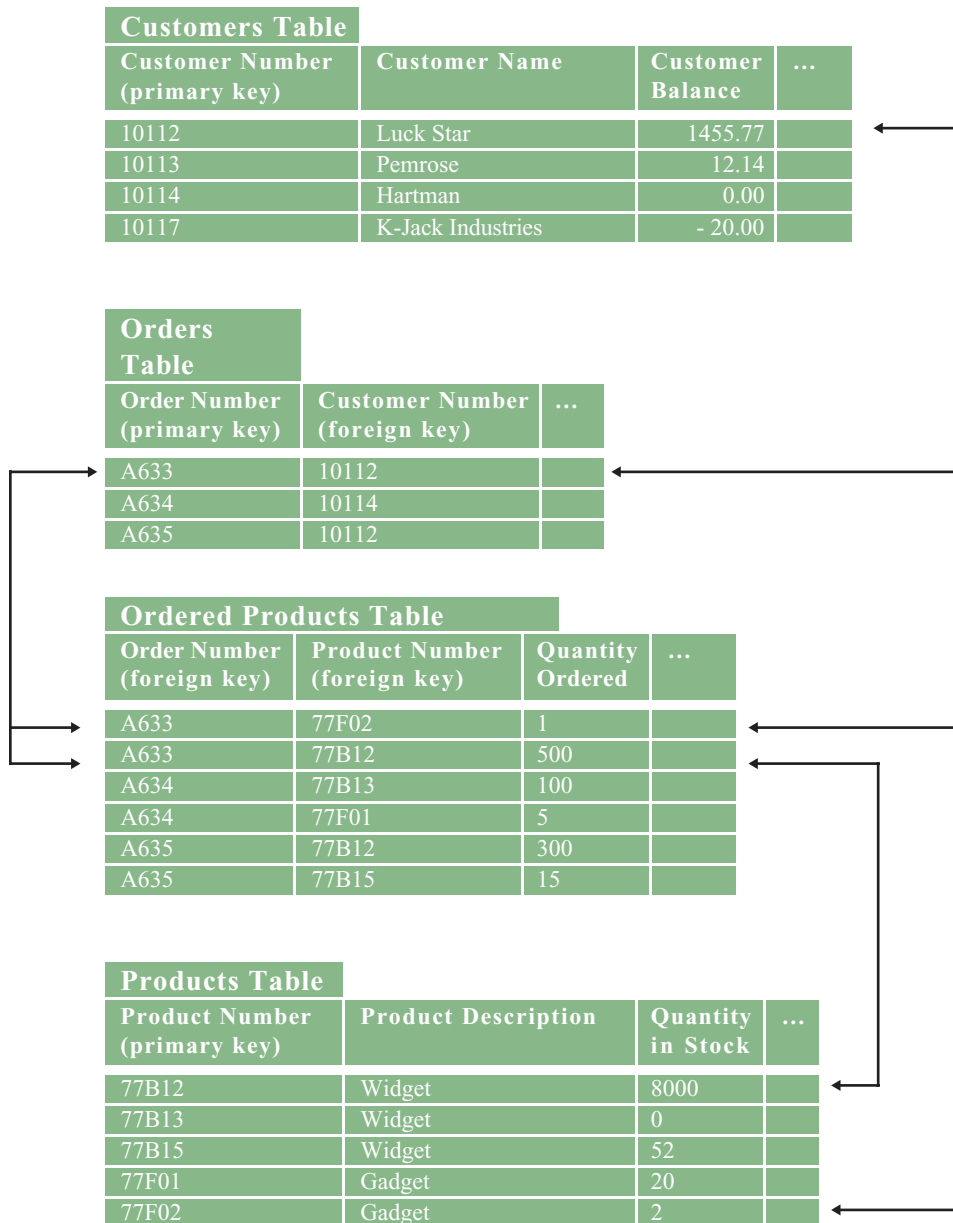 Customers Table
Customer Number (primary key) Customer Name Customer Balance ...
10112 Luck Star 1455.77
10113 Pemrose 12.14
10114 Hartman 0.00
10117 K-Jack Industries - 20.00
Orders
Table
Order Number (primary key) Customer Number (foreign key) ...
A633 10112
A634 10114
A635 10112
Ordered Products Table
Order Number (foreign key) Product Number (foreign key) Quantity Ordered ...
A633 77F02 1
A633 77B12 500
A634 77B13 100
A634 77F01 5
A635 77B12 300
A635 77B15 15
Products Table
Product Number (primary key) Product Description Quantity in Stock ...
77B12 Widget 8000
77B13 Widget 0
77B15 Widget 52
77F01 Gadget 20
77F02 Gadget 2